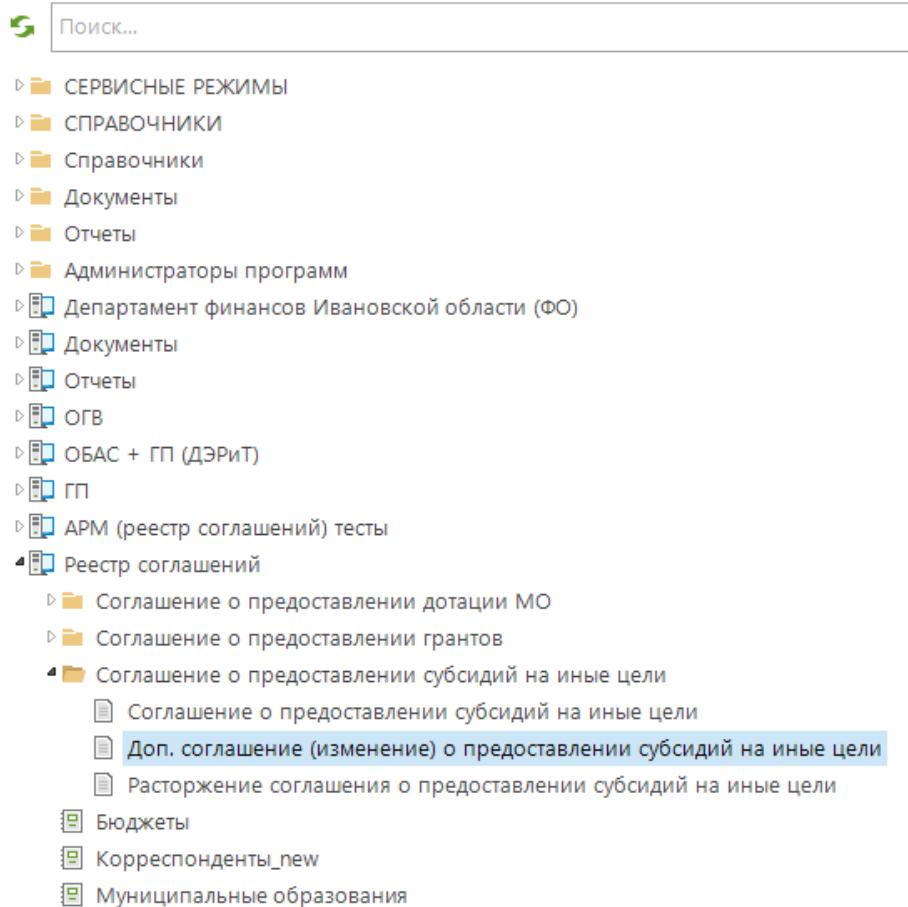 Поиск...
СЕРВИСНЫЕ РЕЖИМЫ
СПРАВОЧНИКИ
Справочники
Документы
Отчеты
Администраторы программ
Департамент финансов Ивановской области (ФО)
Документы
Отчеты
ОГВ
ОБАС + ГП (ДЭРиТ)
ГП
АРМ (реестр соглашений) тесты
Реестр соглашений
Соглашение о предоставлении дотации МО
Соглашение о предоставлении грантов
Соглашение о предоставлении субсидий на иные цели
Соглашение о предоставлении субсидий на иные цели
Доп. соглашение (изменение) о предоставлении субсидий на иные цели
Расторжение соглашения о предоставлении субсидий на иные цели
Бюджеты
Корреспонденты_new
Муниципальные образования